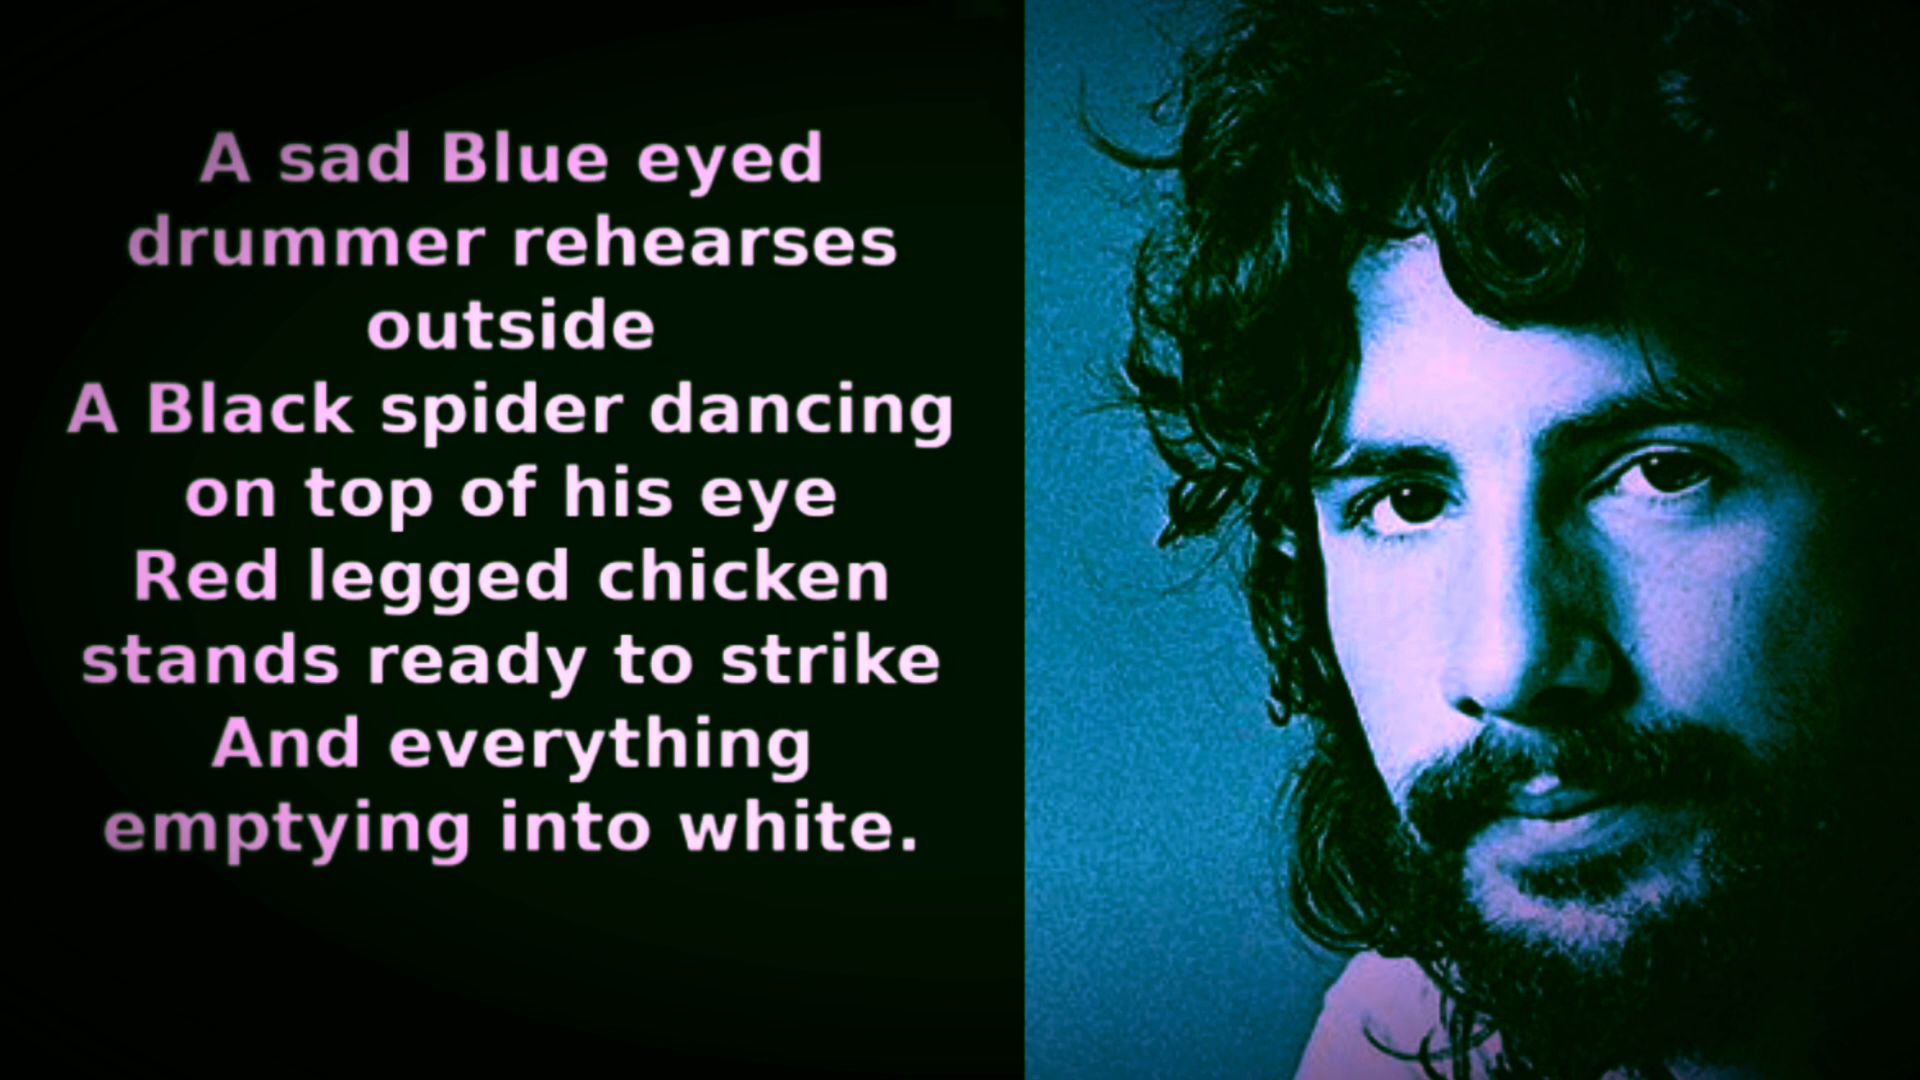 A sad Blue eyed
drummer rehearses
outside
A Black spider dancing
on top of his eye
Red legged chicken
stands ready to strike
And everything
emptying into white.